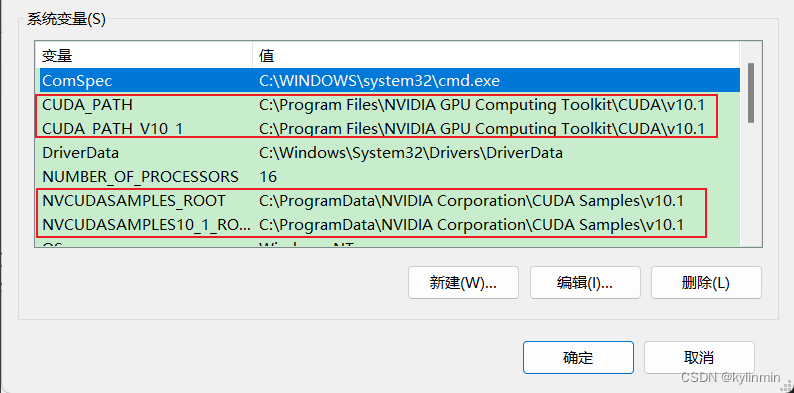 系统变量(S)
变量 值
ComSpec C:\WINDOWS\system32\cmd.exe
CUDA_PATH C:\Program Files\NVIDIA GPU Computing Toolkit\CUDA\v10.1
CUDA_PATH_V10_1 C:\Program Files\NVIDIA GPU Computing Toolkit\CUDA\v10.1
DriverData C:\Windows\System32\Drivers\DriverData
NUMBER_OF_PROCESSORS 16
NVCUDASAMPLES_ROOT C:\ProgramData\NVIDIA Corporation\CUDA Samples\v10.1
NVCUDASAMPLES10_1_RO... C:\ProgramData\NVIDIA Corporation\CUDA Samples\v10.1
OS Windows_NT
新建(W)... 编辑(I)... 删除(L)
确定 取消
CSDN @kylinmin